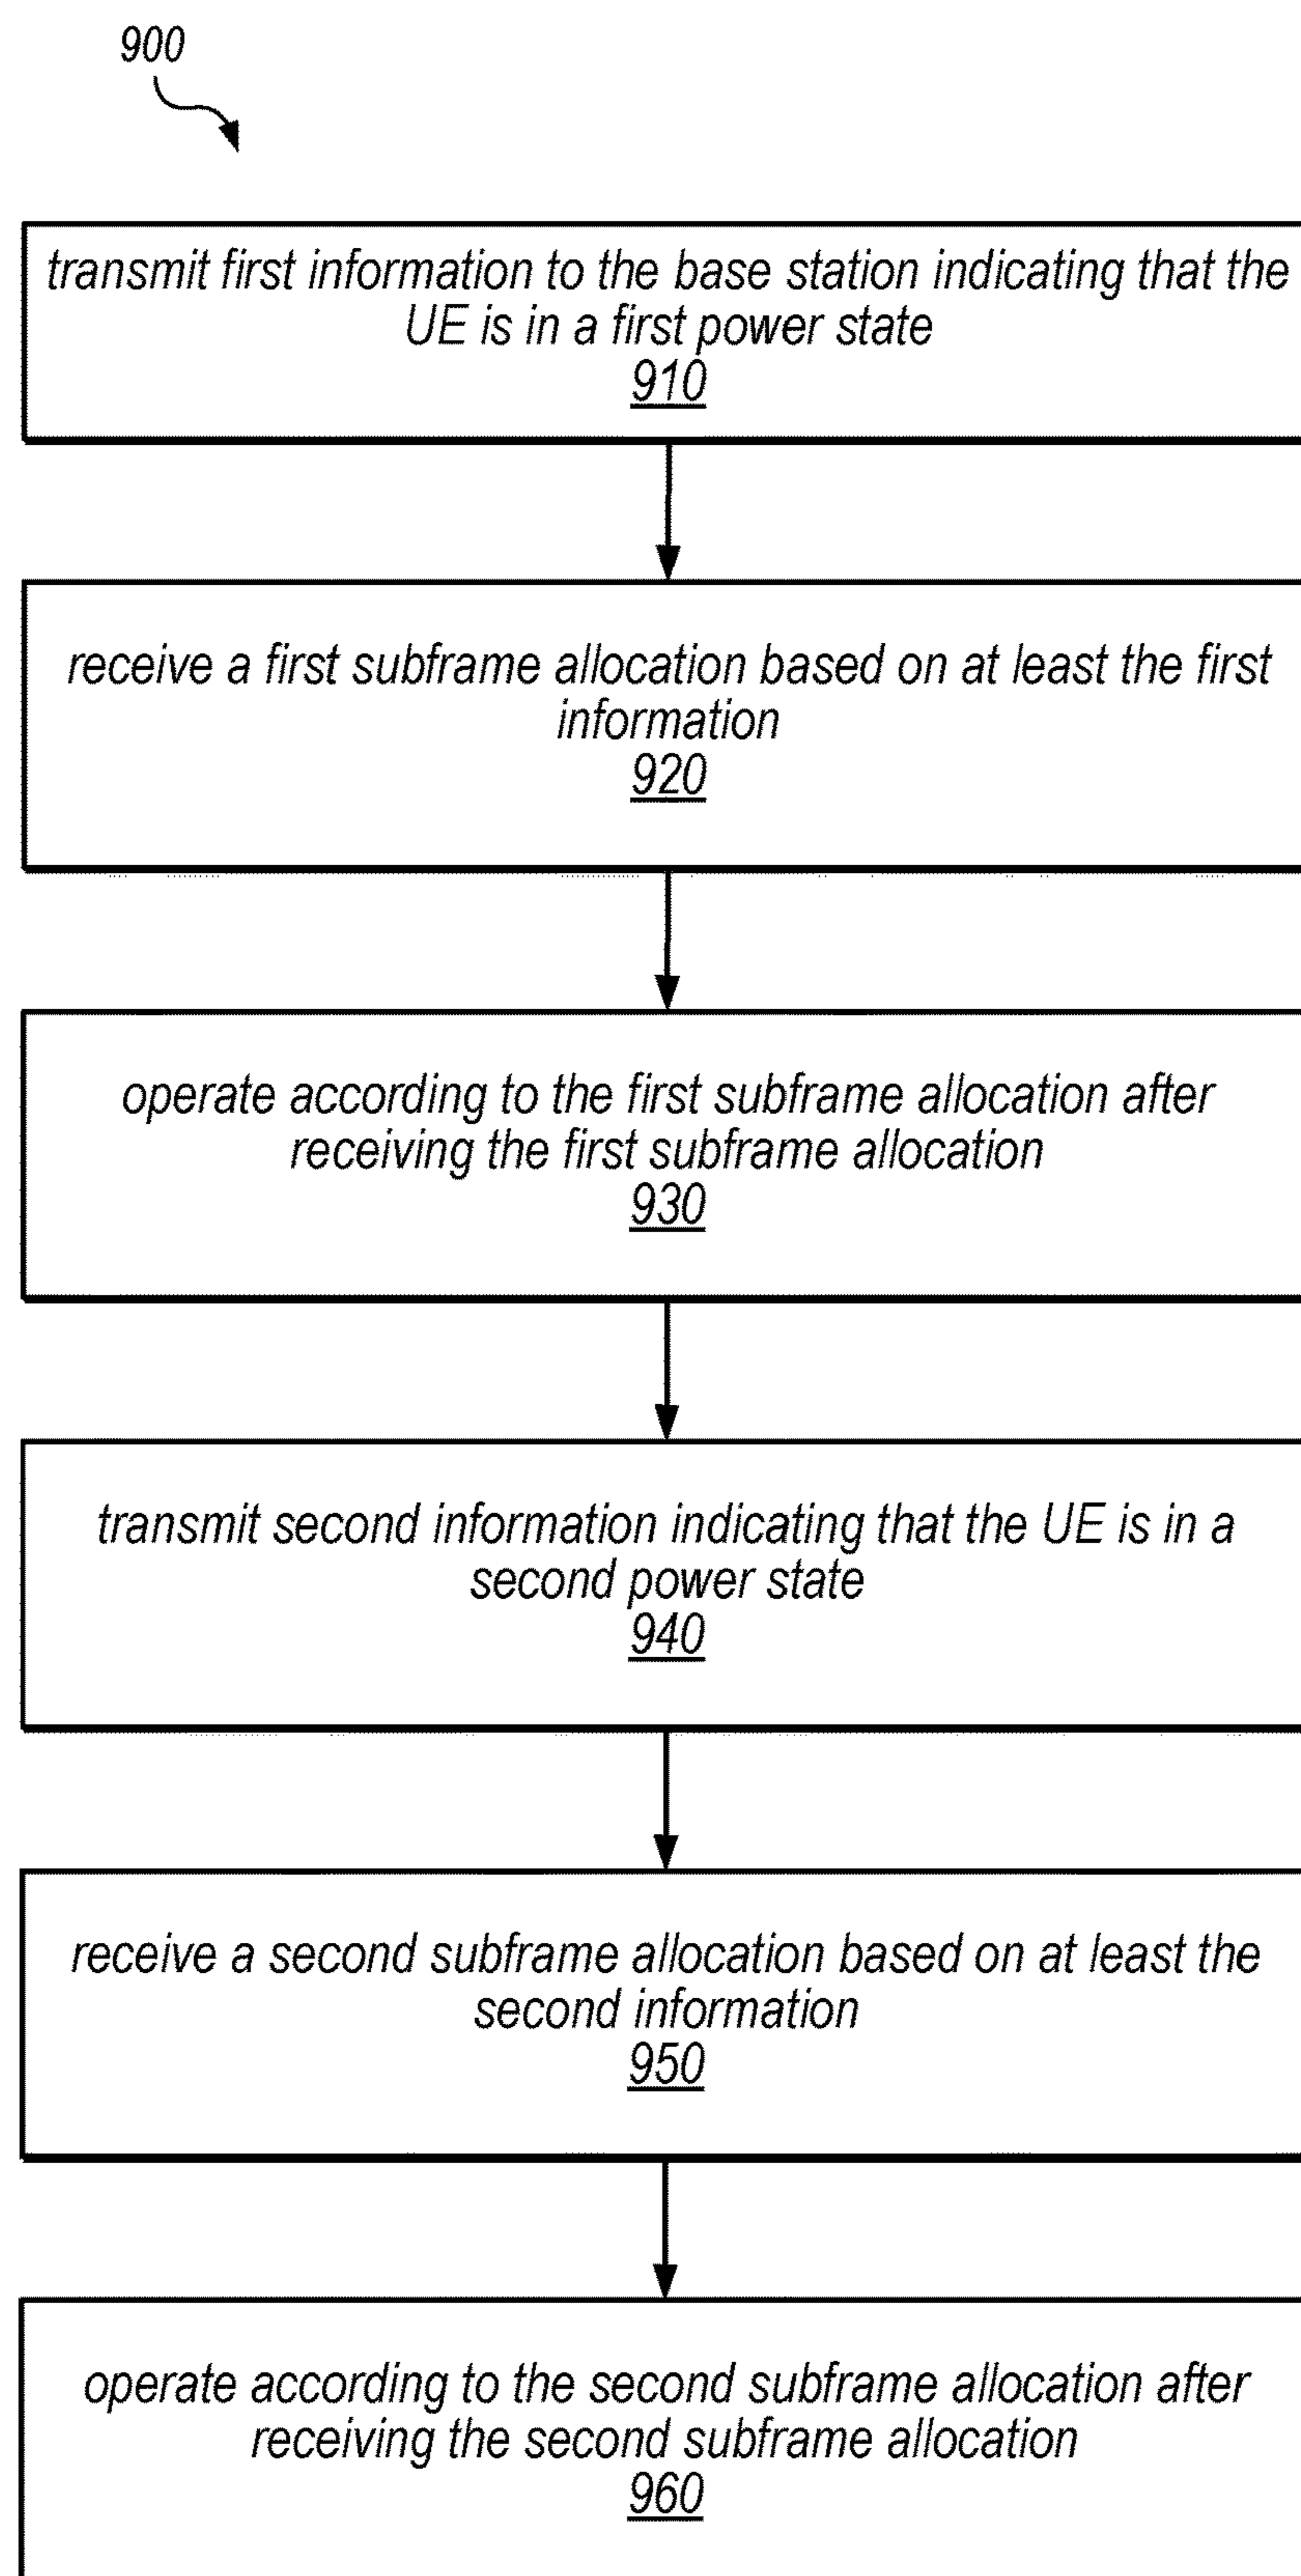 900
transmit first information to the base station indicating that the
UE is in a first power state
910
receive a first subframe allocation based on at least the first
information
920
operate according to the first subframe allocation after
receiving the first subframe allocation
930
transmit second information indicating that the UE is in a
second power state
940
receive a second subframe allocation based on at least the
second information
950
operate according to the second subframe allocation after
receiving the second subframe allocation
960